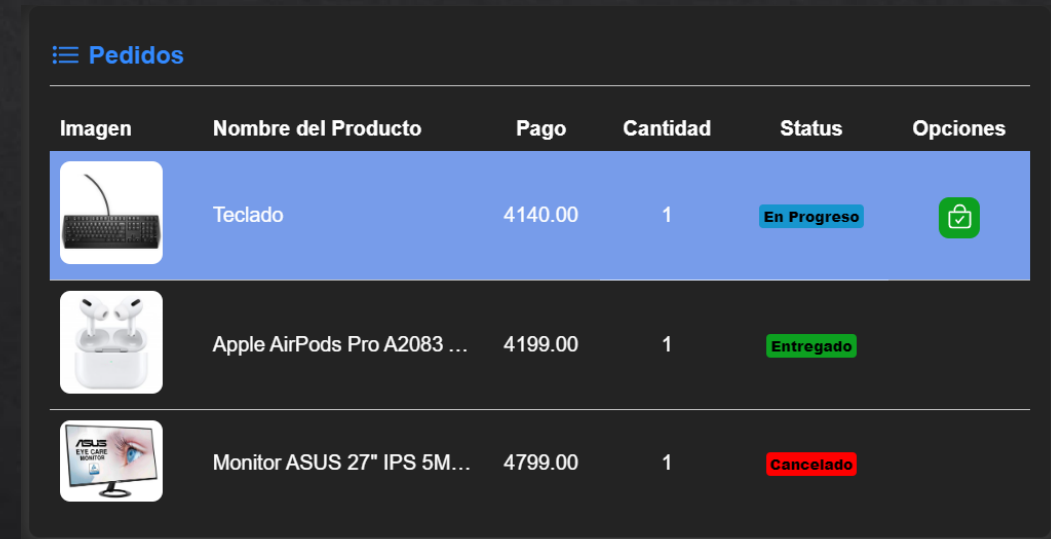 Pedidos
Imagen Nombre del Producto Pago Cantidad Status Opciones
Teclado 4140.00 1 En Progreso
Apple AirPods Pro A2083 ... 4199.00 1 Entregado
ASUS
EYE CARE
MONITOR
Monitor ASUS 27" IPS 5M... 4799.00 1 Cancelado